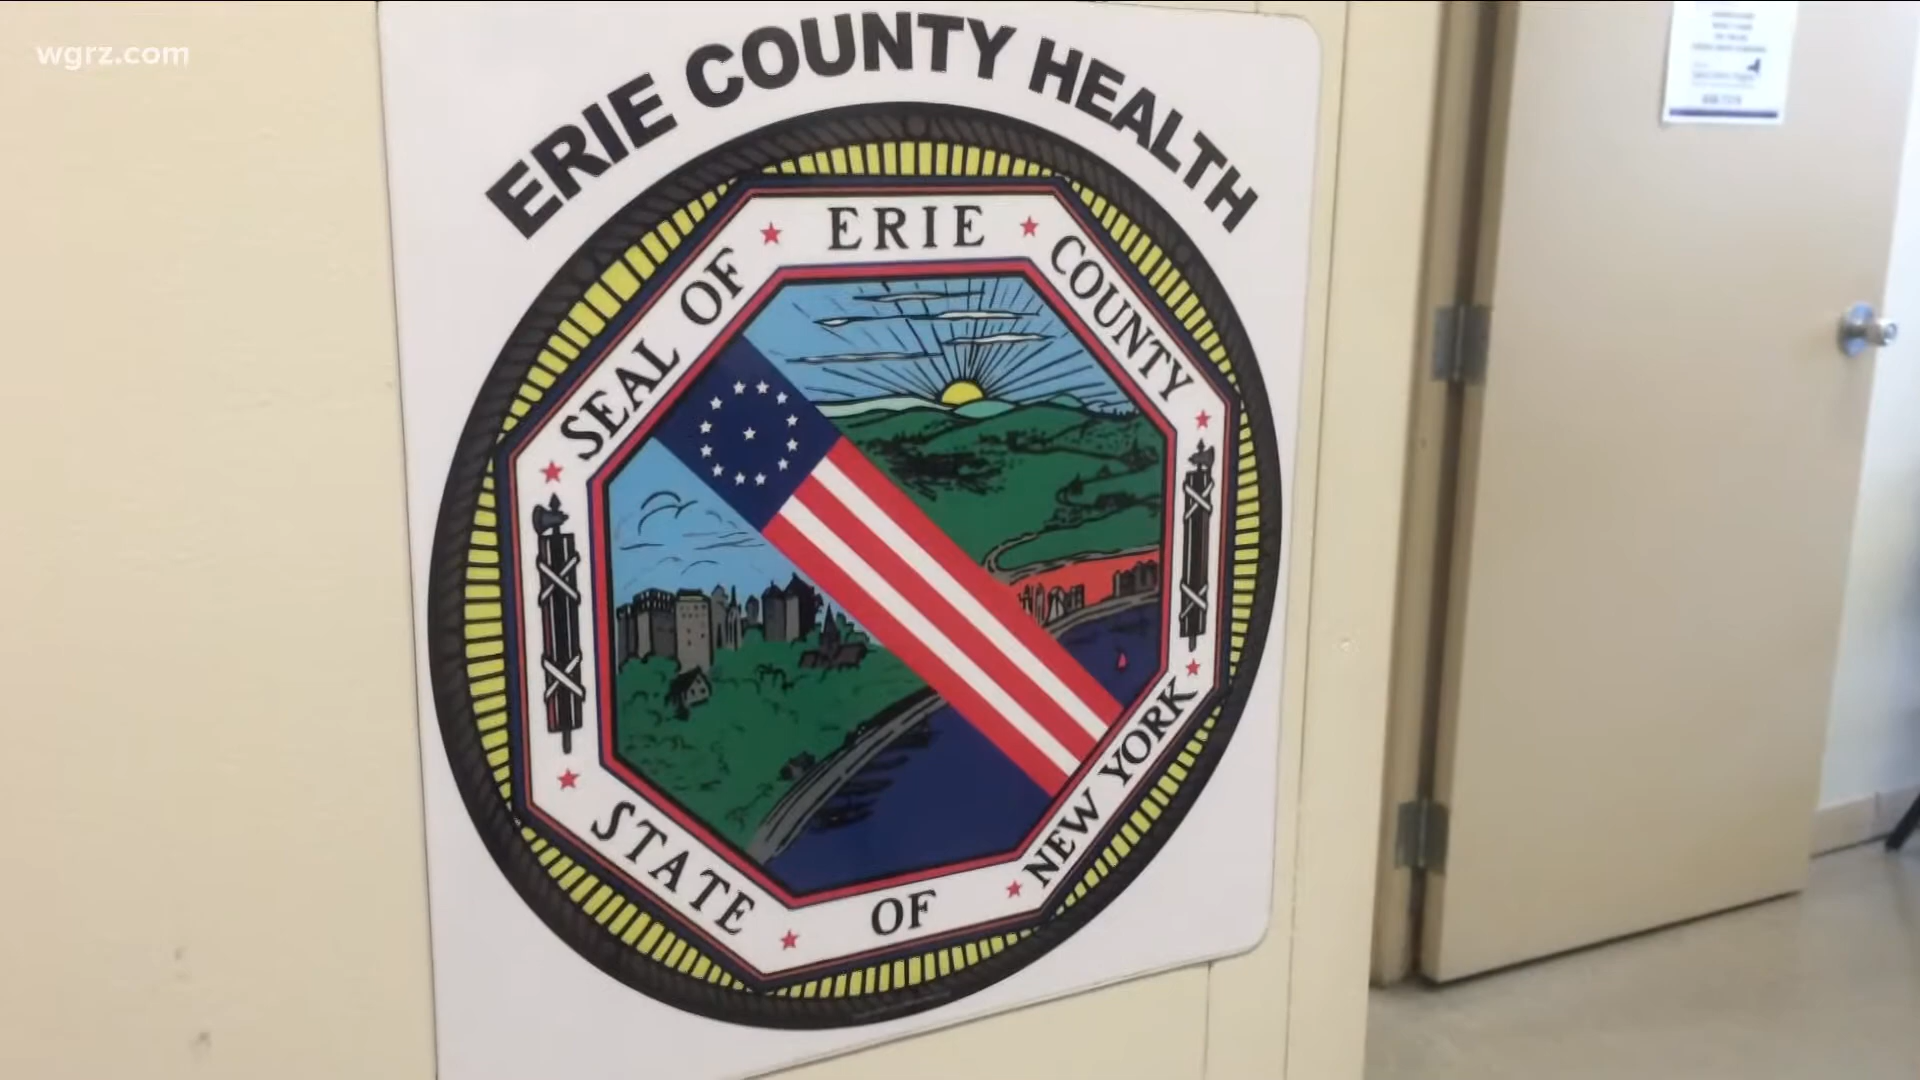 wgrz.com
ERIE COUNTY HEALTH
SEAL OF ★ ERIE ★ COUNTY
STATE ★ OF ★ NEW YORK